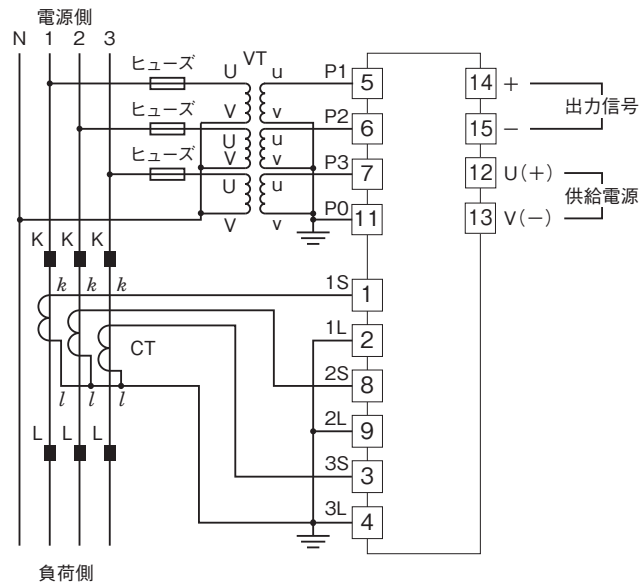 電源側
N 1 2 3
ヒューズ U VT u P1 5 14 +
出力信号
V v
ヒューズ U u P2 6 15 −
V v
ヒューズ U u P3 7 12 U(+)
供給電源
V v P0 11 13 V(−)
K K K
k k k 1S 1
1L 2
CT
2S 8
l l l
L L L 2L 9
3S 3
3L 4
負荷側